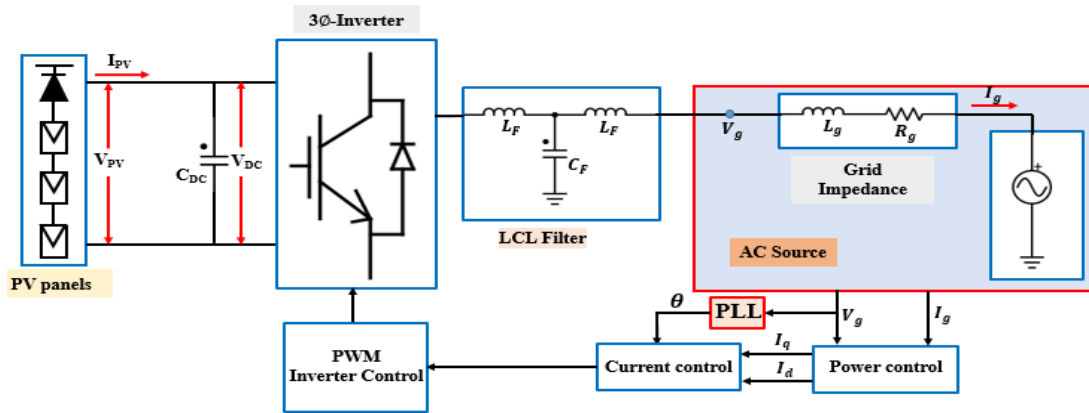 3Ø-Inverter
I_PV
V_PV
C_DC
V_DC
PV panels
L_F
L_F
C_F
LCL Filter
V_g
L_g
R_g
I_g
Grid
Impedance
AC Source
+
θ
PLL
V_g
I_g
PWM
Inverter Control
Current control
I_q
I_d
Power control